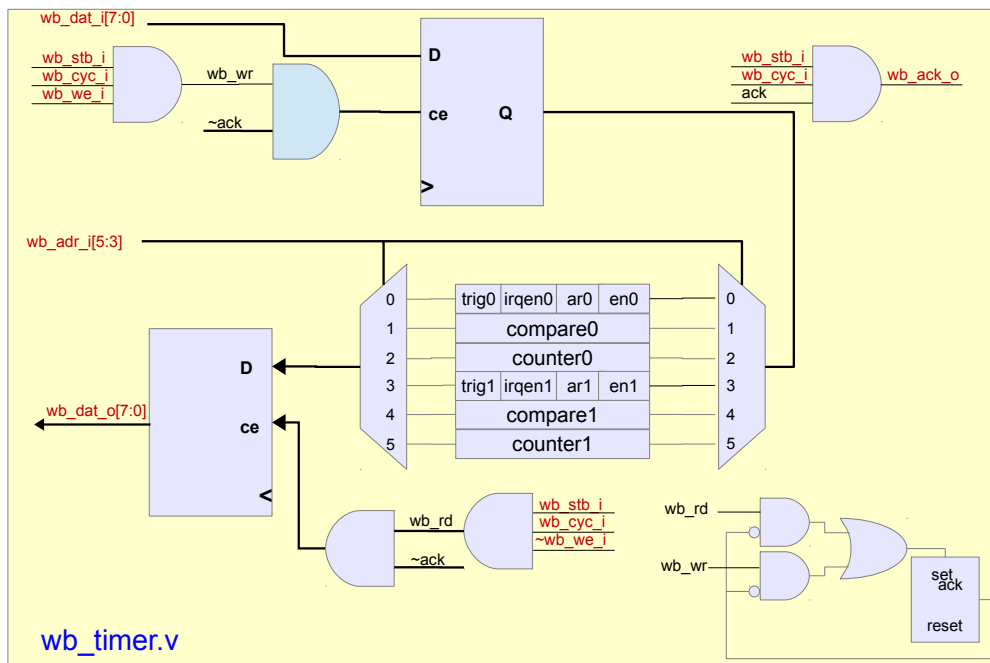 wb_dat_i[7:0]
wb_stb_i
wb_cyc_i
wb_we_i
wb_wr
~ack
D
ce
Q
>
wb_stb_i
wb_cyc_i
ack
wb_ack_o
wb_adr_i[5:3]
0 trig0 irqen0 ar0 en0 0
1 compare0 1
2 counter0 2
3 trig1 irqen1 ar1 en1 3
4 compare1 4
5 counter1 5
D
ce
<
wb_dat_o[7:0]
wb_rd
~ack
wb_stb_i
wb_cyc_i
~wb_we_i
wb_rd
wb_wr
set
ack
reset
wb_timer.v